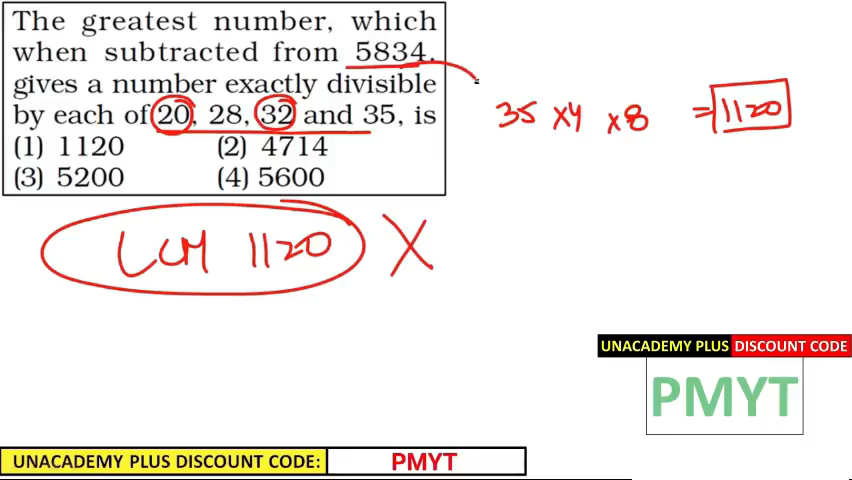 The greatest number, which
when subtracted from 5834,
gives a number exactly divisible
by each of 20, 28, 32 and 35, is
(1) 1120 (2) 4714
(3) 5200 (4) 5600
35 x4 x8 = 1120
LCM 1120 X
UNACADEMY PLUS DISCOUNT CODE
PMYT
UNACADEMY PLUS DISCOUNT CODE: PMYT